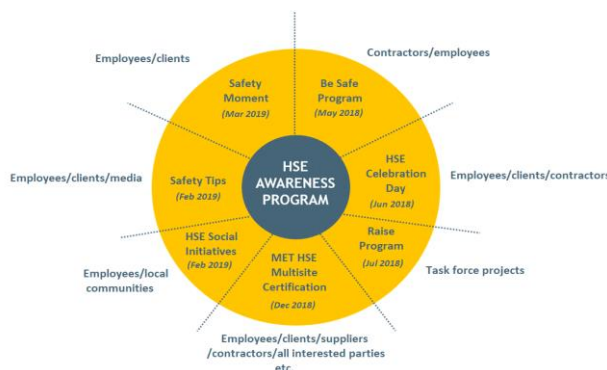 Employees/clients
Contractors/employees
Safety
Moment
(Mar 2019)
Be Safe
Program
(May 2018)
HSE
AWARENESS
PROGRAM
HSE
Celebration
Day
(Jun 2018)
Employees/clients/media
Safety Tips
(Feb 2019)
Employees/clients/contractors
HSE Social
Initiatives
(Feb 2019)
Raise
Program
(Jul 2018)
MET HSE
Multisite
Certification
(Dec 2018)
Employees/local
communities
Task force projects
Employees/clients/suppliers
/contractors/all interested parties
etc